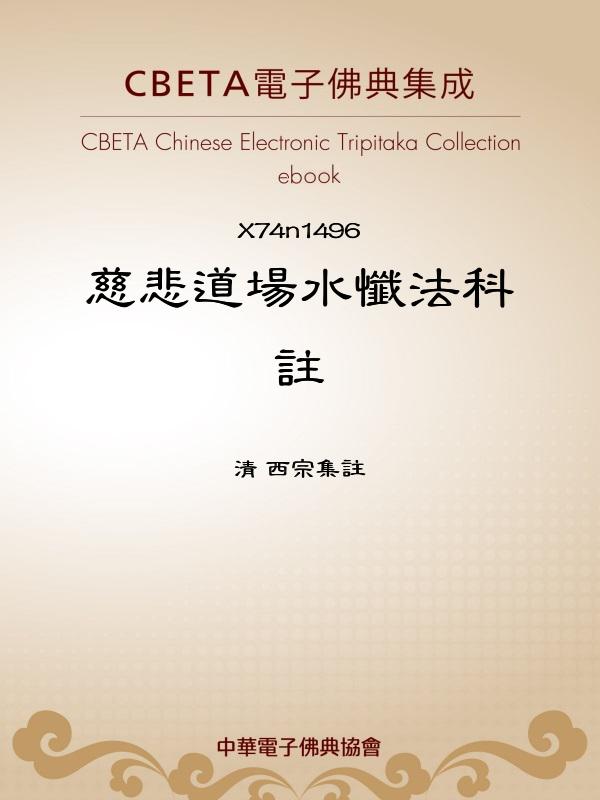 CBETA電子佛典集成
CBETA Chinese Electronic Tripitaka Collection
ebook
X74n1496
慈悲道場水懺法科
註
清 西宗集註
中華電子佛典協會